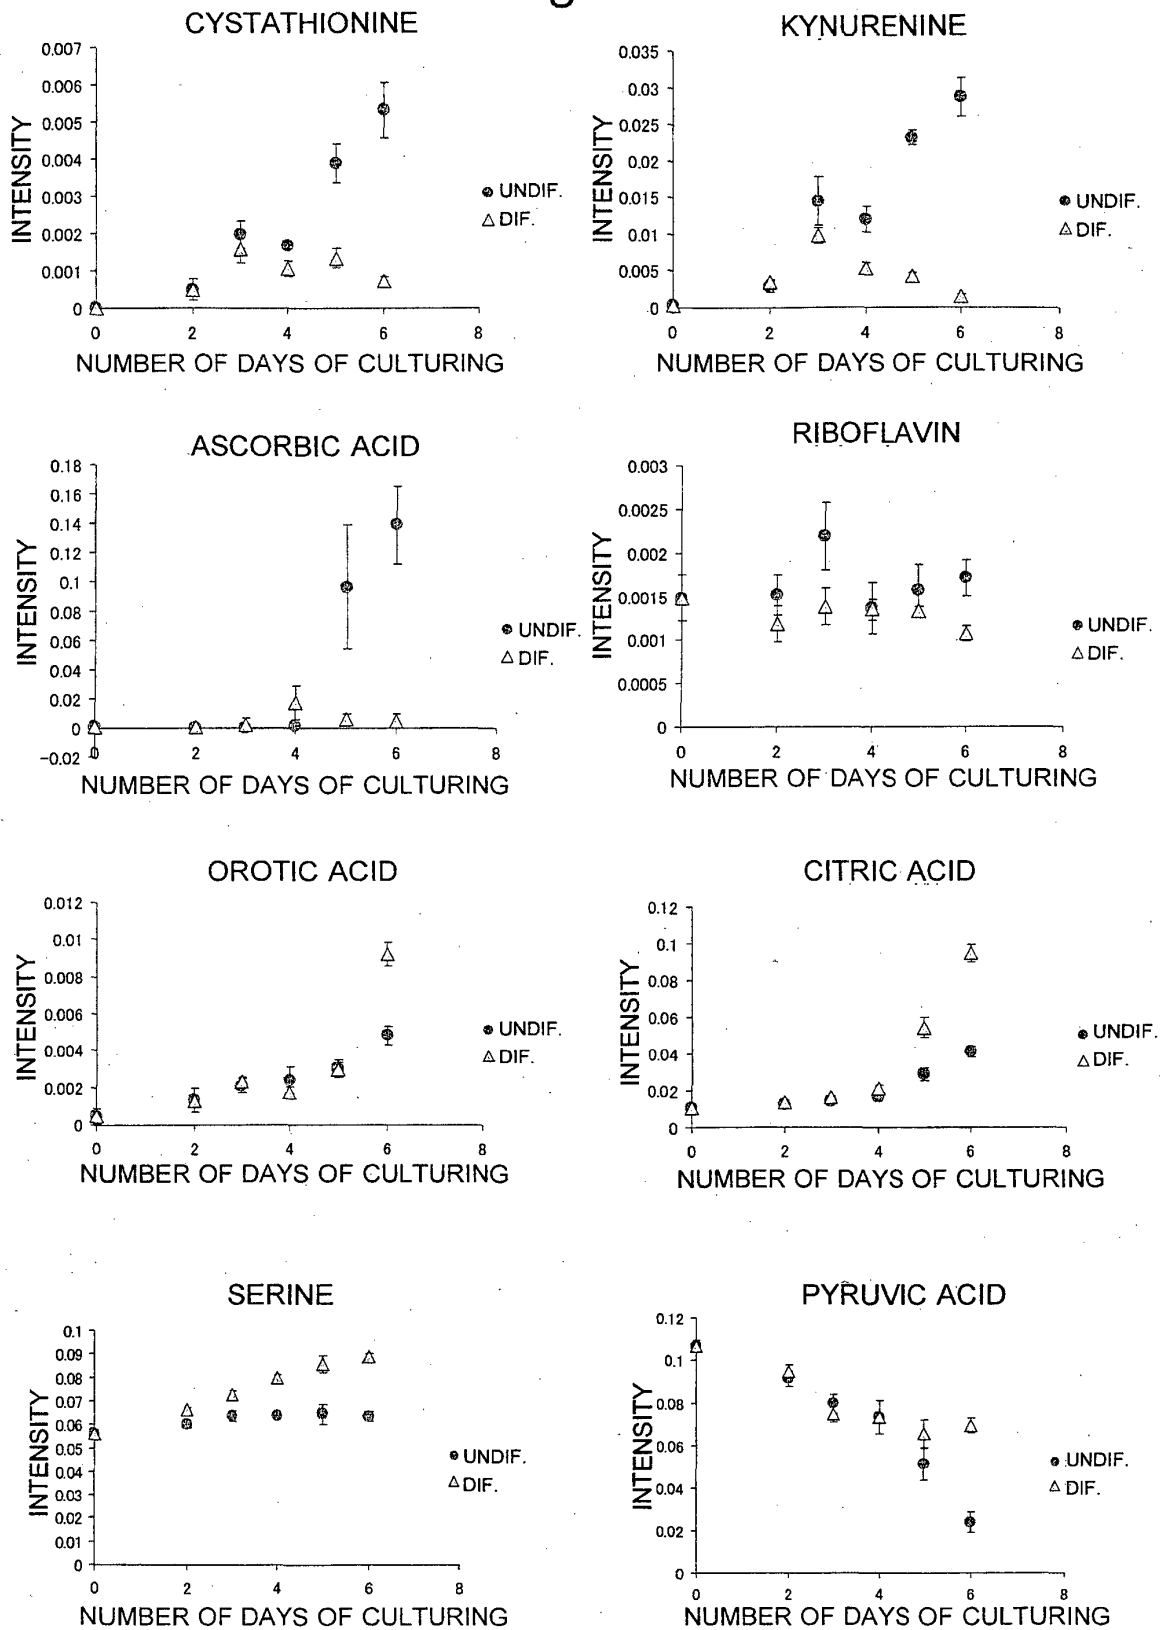 CYSTATHIONINE
0.007
0.006
0.005
0.004
0.003
0.002
0.001
0
0 2 4 6 8
INTENSITY
NUMBER OF DAYS OF CULTURING
UNDIF.
DIF.
KYNURENINE
0.035
0.03
0.025
0.02
0.015
0.01
0.005
0
0 2 4 6 8
INTENSITY
NUMBER OF DAYS OF CULTURING
UNDIF.
DIF.
ASCORBIC ACID
0.18
0.16
0.14
0.12
0.1
0.08
0.06
0.04
0.02
0
-0.02
0 2 4 6 8
INTENSITY
NUMBER OF DAYS OF CULTURING
UNDIF.
DIF.
RIBOFLAVIN
0.003
0.0025
0.002
0.0015
0.001
0.0005
0
0 2 4 6 8
INTENSITY
NUMBER OF DAYS OF CULTURING
UNDIF.
DIF.
OROTIC ACID
0.012
0.01
0.008
0.006
0.004
0.002
0
0 2 4 6 8
INTENSITY
NUMBER OF DAYS OF CULTURING
UNDIF.
DIF.
CITRIC ACID
0.12
0.1
0.08
0.06
0.04
0.02
0
0 2 4 6 8
INTENSITY
NUMBER OF DAYS OF CULTURING
UNDIF.
DIF.
SERINE
0.1
0.09
0.08
0.07
0.06
0.05
0.04
0.03
0.02
0.01
0
0 2 4 6 8
INTENSITY
NUMBER OF DAYS OF CULTURING
UNDIF.
DIF.
PYRUVIC ACID
0.12
0.1
0.08
0.06
0.04
0.02
0
0 2 4 6 8
INTENSITY
NUMBER OF DAYS OF CULTURING
UNDIF.
DIF.